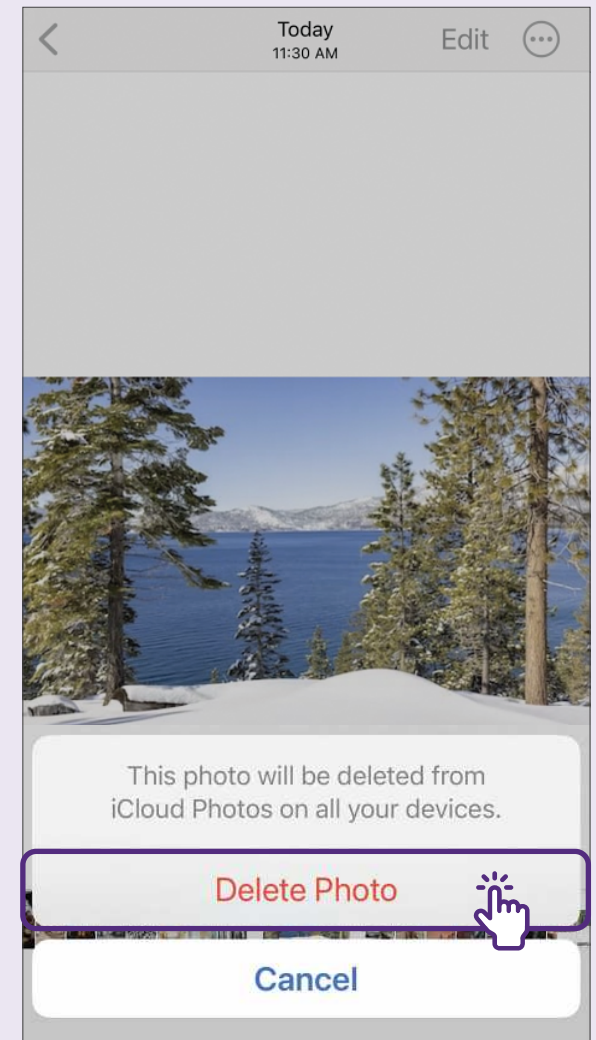 Today
11:30 AM
Edit
This photo will be deleted from
iCloud Photos on all your devices.
Delete Photo
Cancel